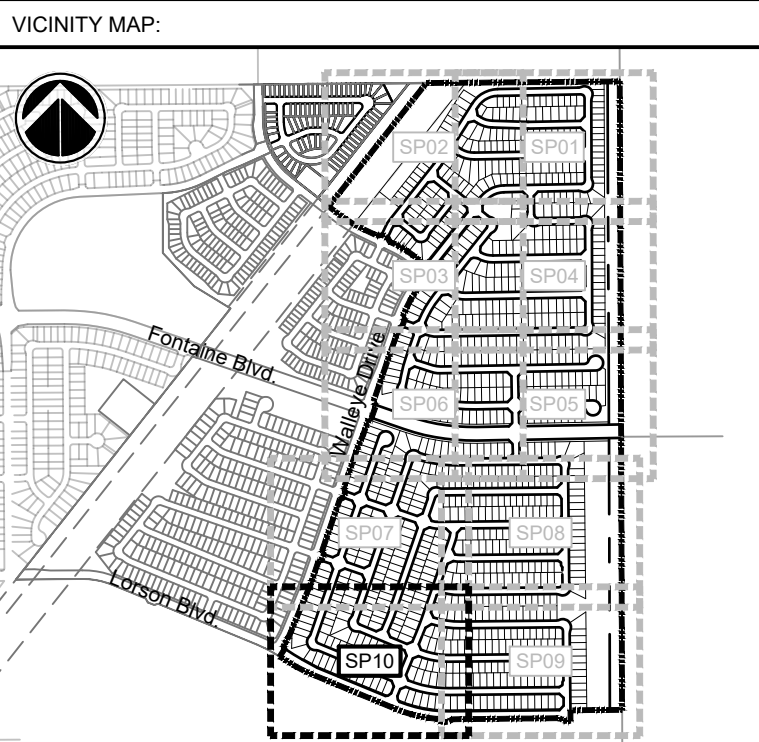 VICINITY MAP:
SP02
SP01
SP03
SP04
Fontaine Blvd.
Walleye Drive
SP06
SP05
SP07
SP08
Lorson Blvd.
SP10
SP09